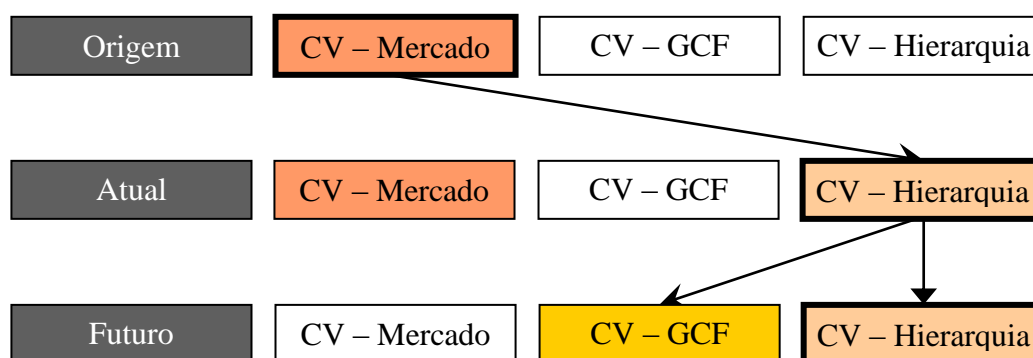 Origem CV – Mercado CV – GCF CV – Hierarquia
Atual CV – Mercado CV – GCF CV – Hierarquia
Futuro CV – Mercado CV – GCF CV – Hierarquia